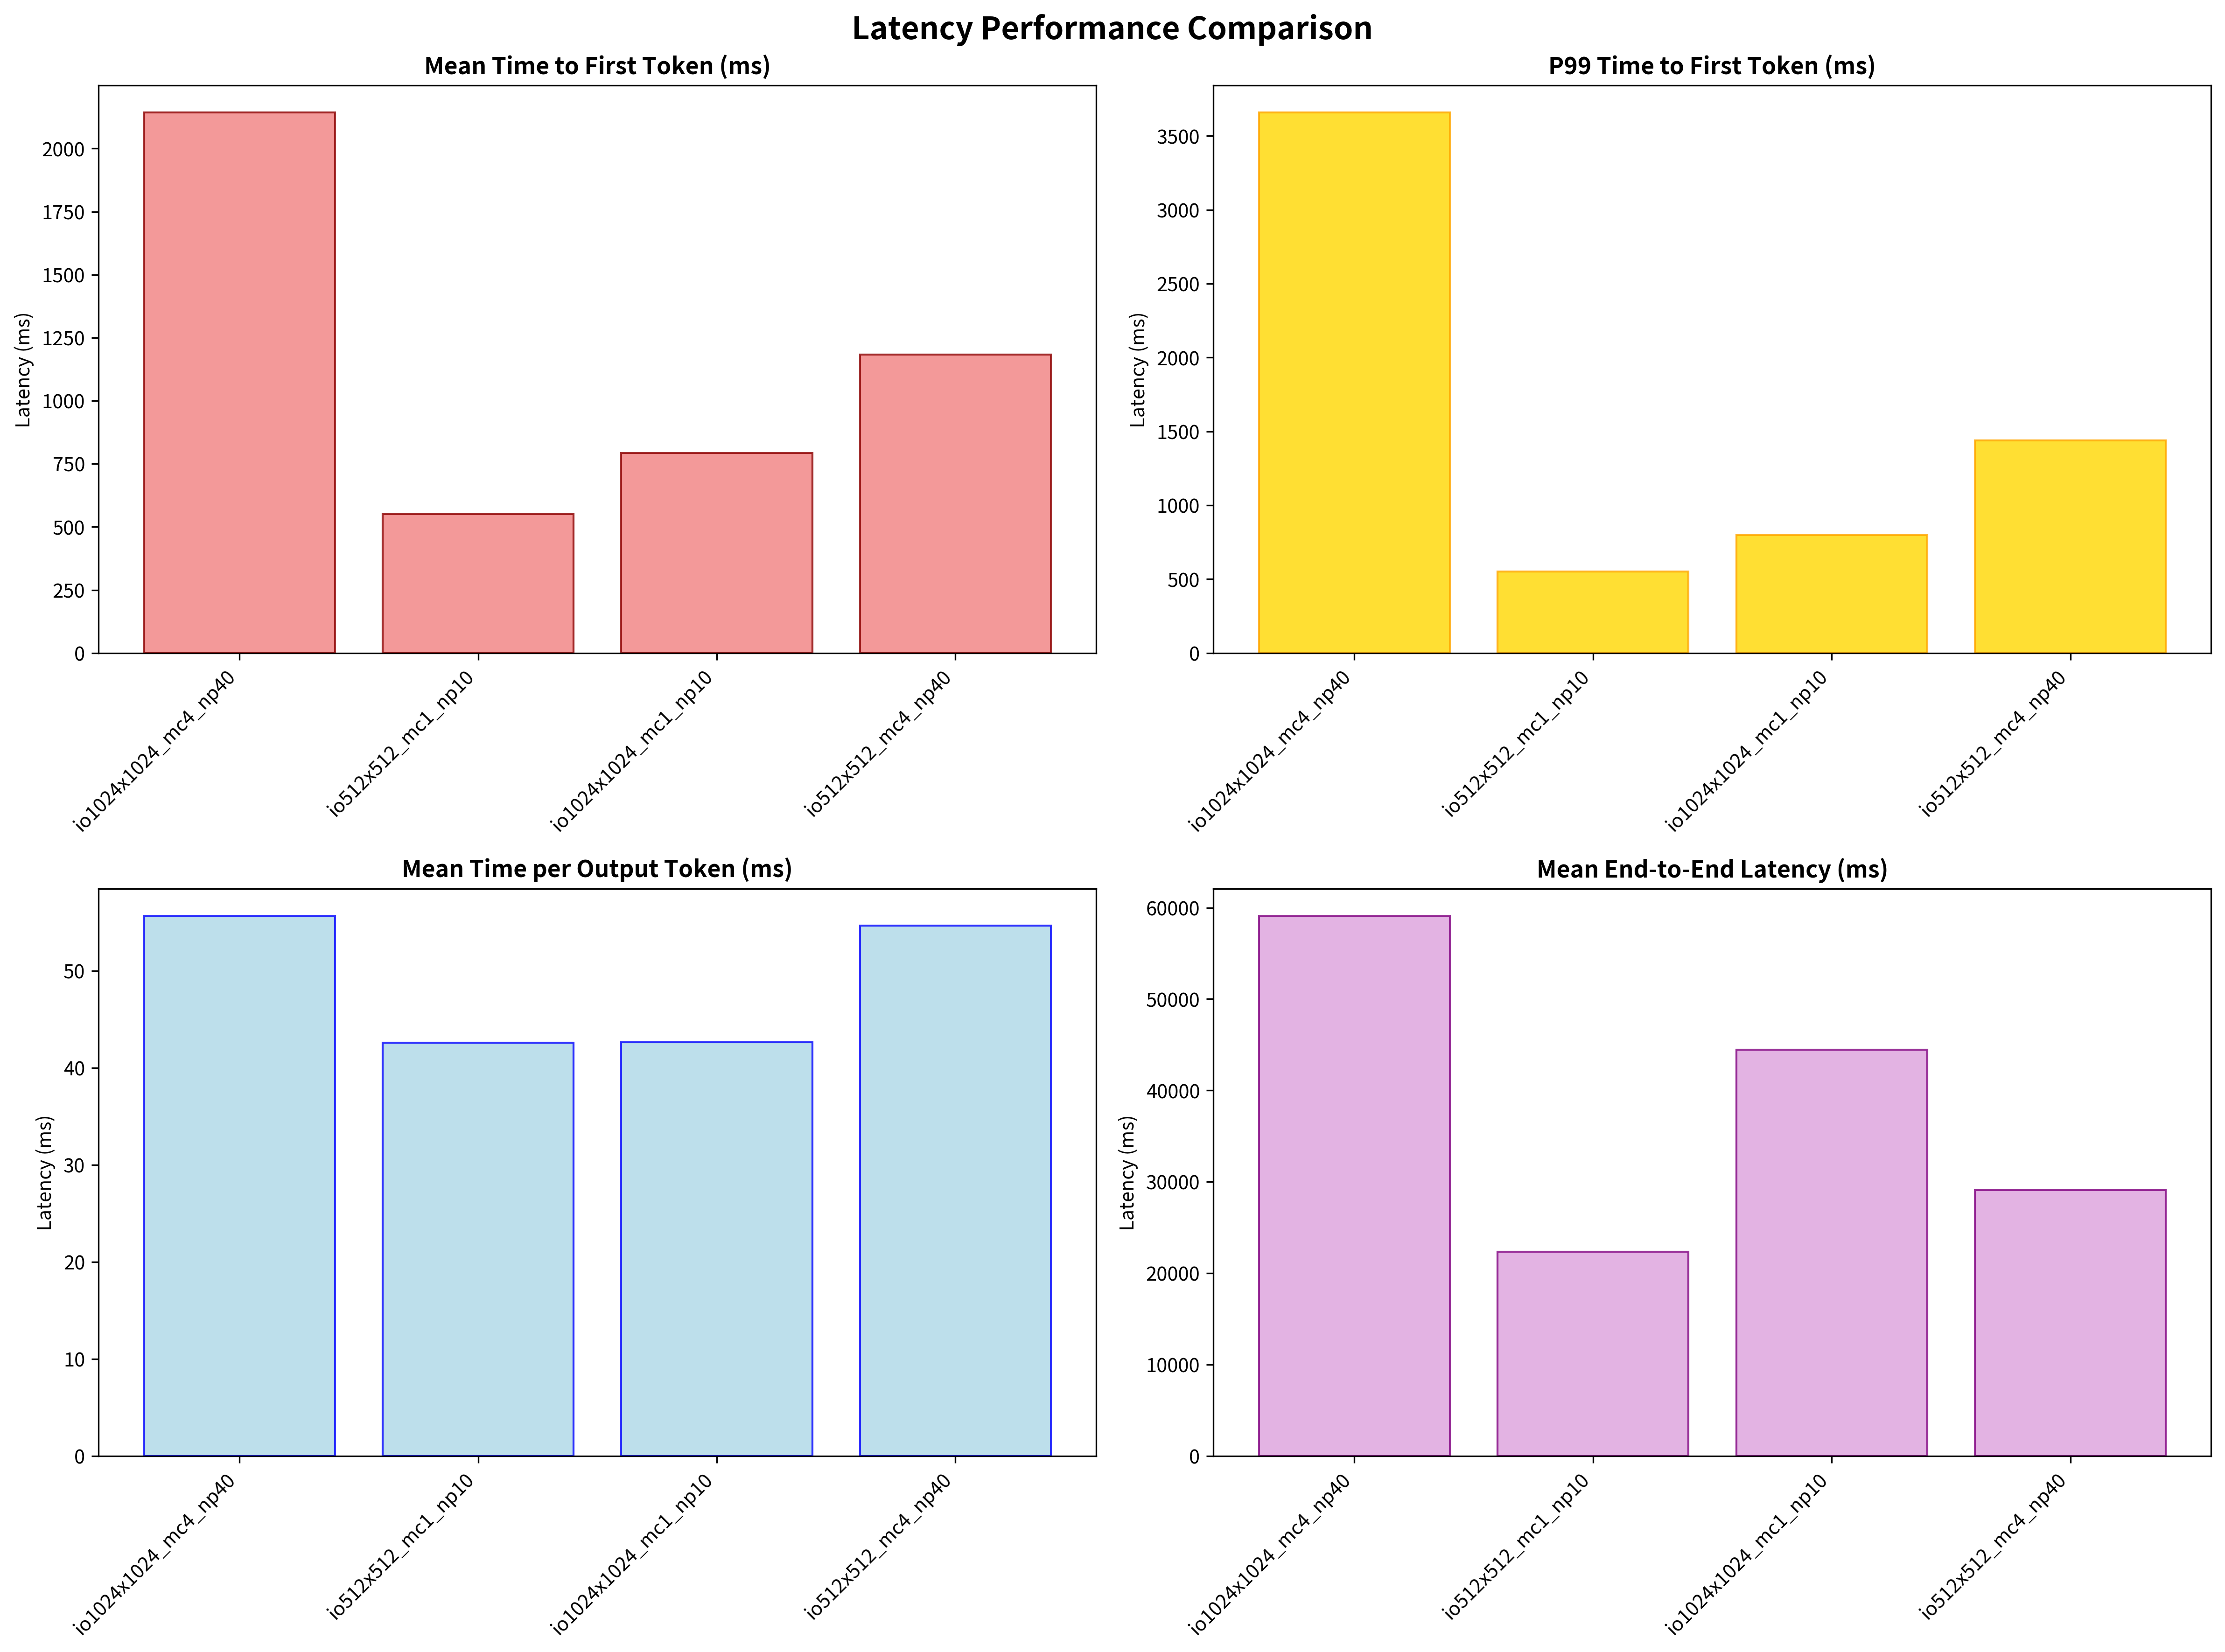 Latency Performance Comparison
Mean Time to First Token (ms)
Latency (ms)
2000
1750
1500
1250
1000
750
500
250
0
io1024x1024_mc4_np40
io512x512_mc1_np10
io1024x1024_mc1_np10
io512x512_mc4_np40
P99 Time to First Token (ms)
Latency (ms)
3500
3000
2500
2000
1500
1000
500
0
io1024x1024_mc4_np40
io512x512_mc1_np10
io1024x1024_mc1_np10
io512x512_mc4_np40
Mean Time per Output Token (ms)
Latency (ms)
50
40
30
20
10
0
io1024x1024_mc4_np40
io512x512_mc1_np10
io1024x1024_mc1_np10
io512x512_mc4_np40
Mean End-to-End Latency (ms)
Latency (ms)
60000
50000
40000
30000
20000
10000
0
io1024x1024_mc4_np40
io512x512_mc1_np10
io1024x1024_mc1_np10
io512x512_mc4_np40